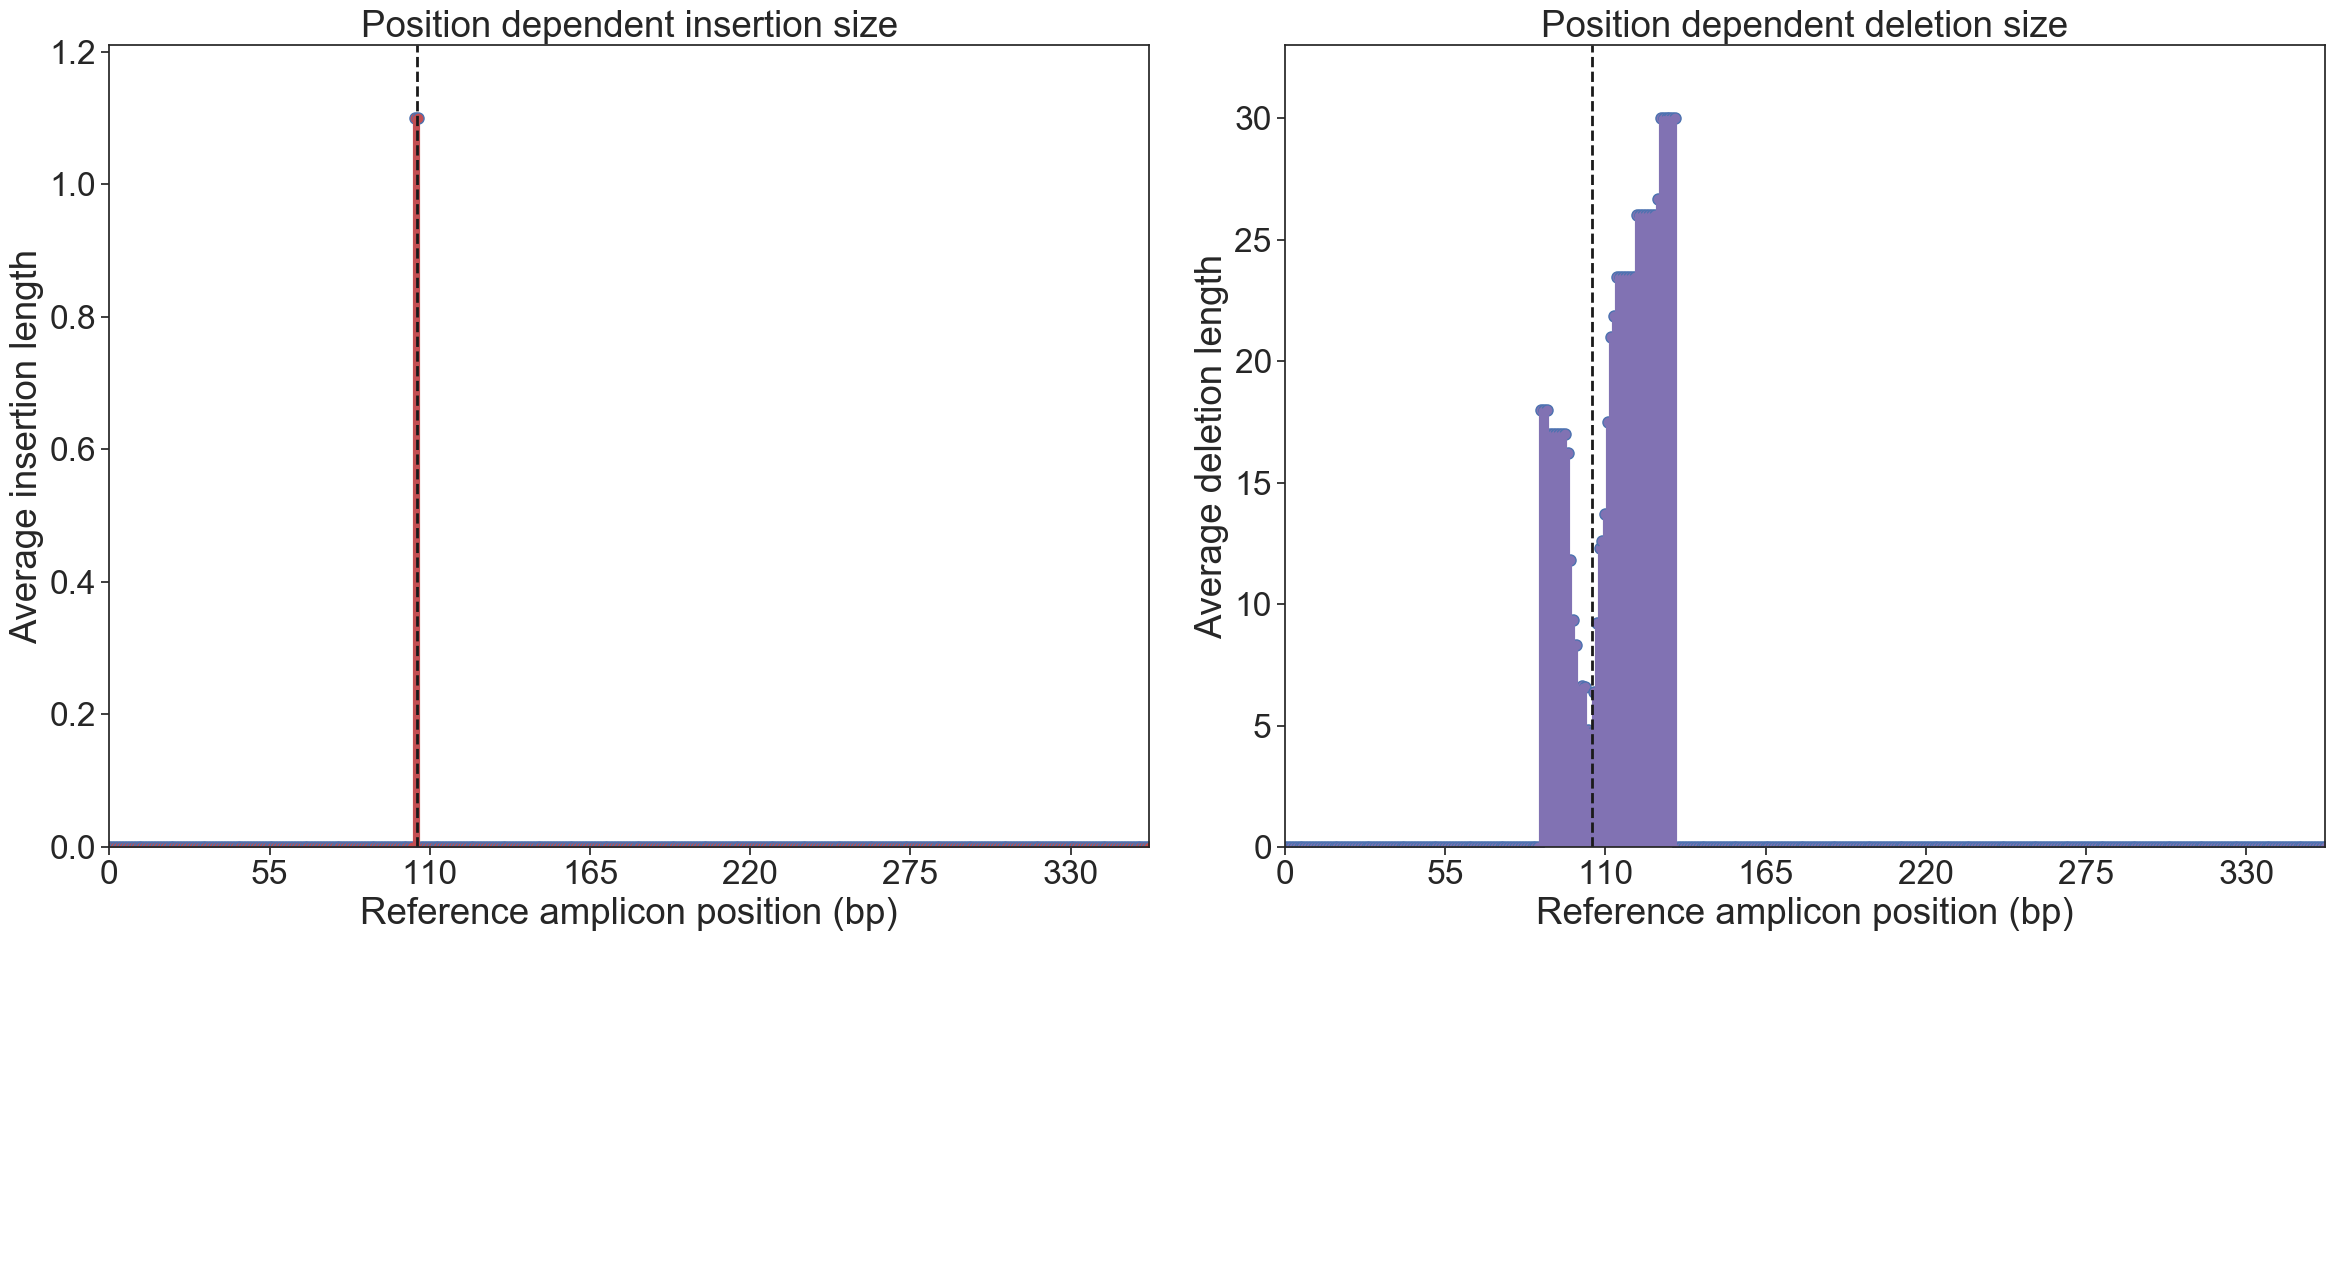 Position dependent insertion size
Average insertion length
1.2
1.0
0.8
0.6
0.4
0.2
0.0
0 55 110 165 220 275 330
Reference amplicon position (bp)
Position dependent deletion size
Average deletion length
30
25
20
15
10
5
0
0 55 110 165 220 275 330
Reference amplicon position (bp)